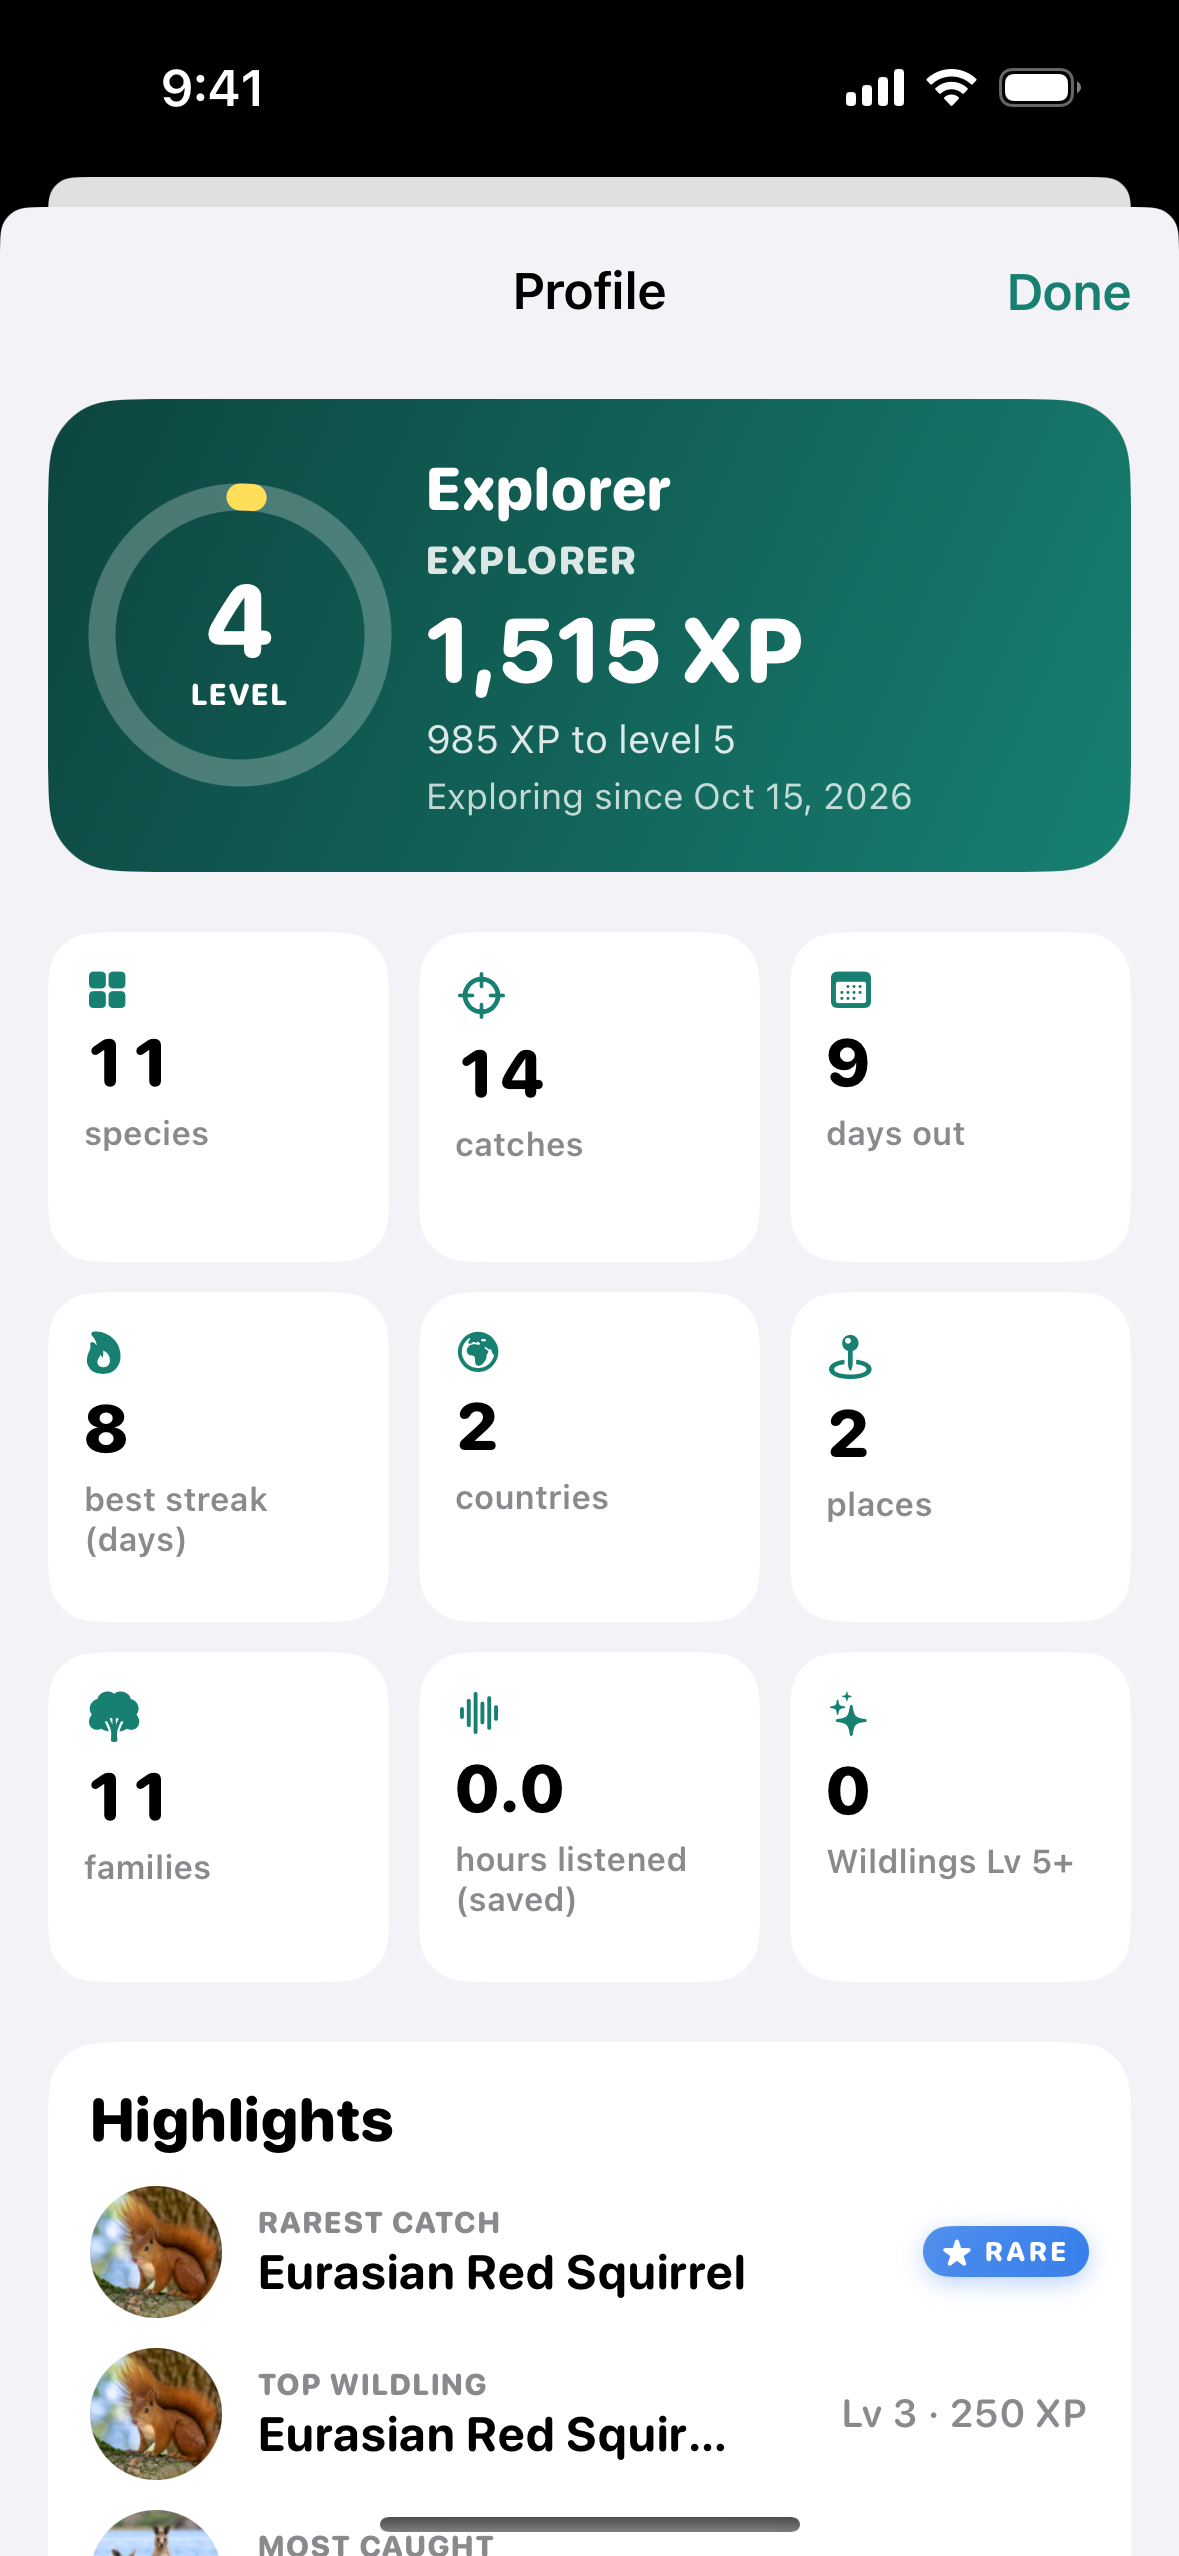 9:41
Profile
Done
Explorer
EXPLORER
1,515 XP
985 XP to level 5
Exploring since Oct 15, 2026
4
LEVEL
11
species
14
catches
9
days out
8
best streak
(days)
2
countries
2
places
11
families
0.0
hours listened
(saved)
0
Wildlings Lv 5+
Highlights
RAREST CATCH
Eurasian Red Squirrel
RARE
TOP WILDLING
Eurasian Red Squir...
Lv 3 · 250 XP
MOST CAUGHT